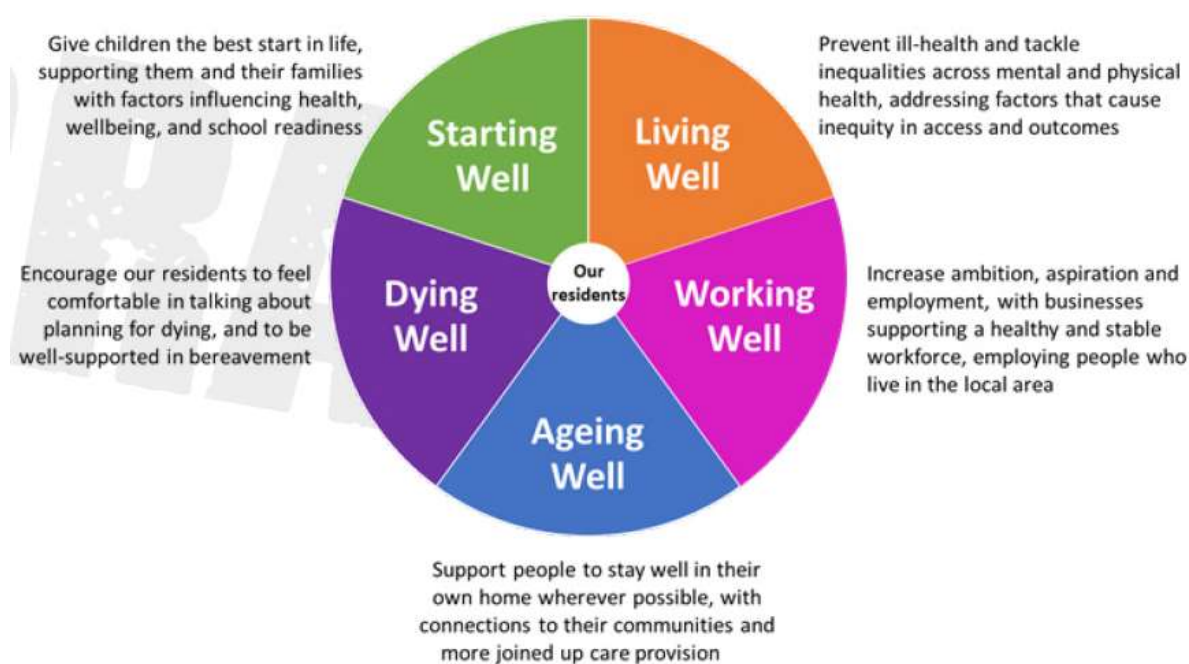 Give children the best start in life,
supporting them and their families
with factors influencing health,
wellbeing, and school readiness
Starting
Well
Living
Well
Prevent ill-health and tackle
inequalities across mental and physical
health, addressing factors that cause
inequity in access and outcomes
Encourage our residents to feel
comfortable in talking about
planning for dying, and to be
well-supported in bereavement
Dying
Well
Our
residents
Working
Well
Increase ambition, aspiration and
employment, with businesses
supporting a healthy and stable
workforce, employing people who
live in the local area
Ageing
Well
Support people to stay well in their
own home wherever possible, with
connections to their communities and
more joined up care provision